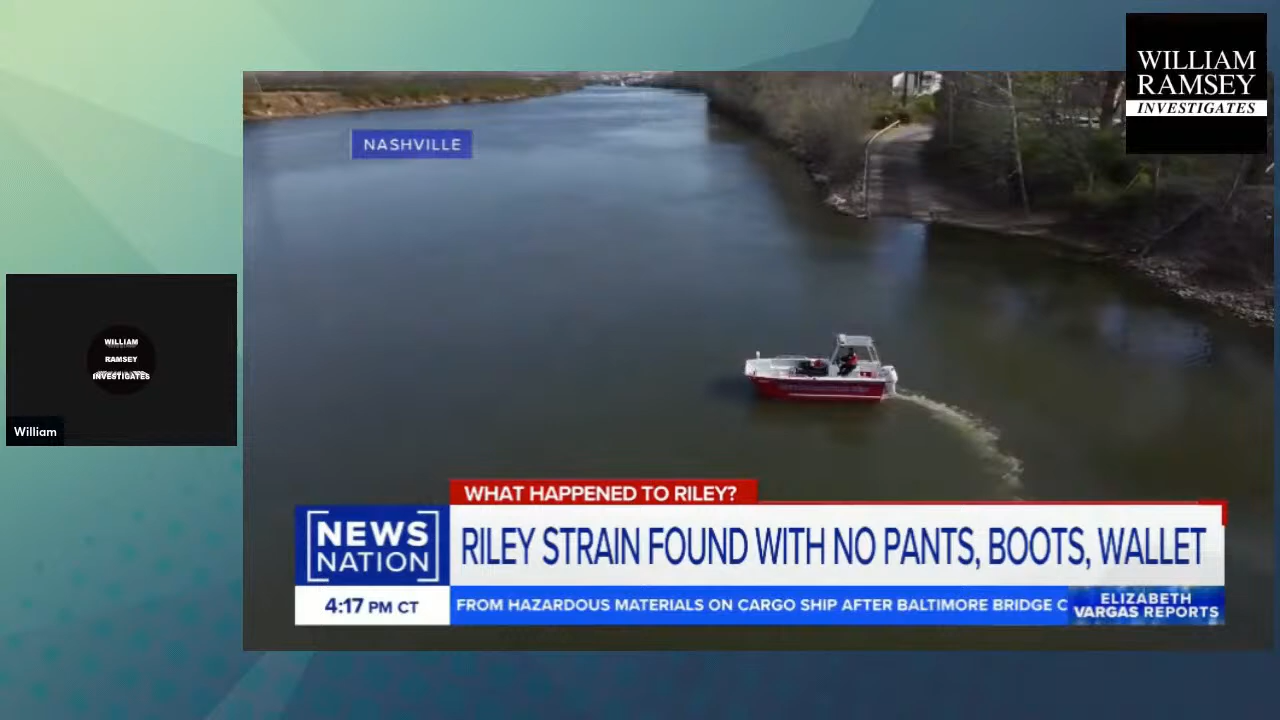 WILLIAM
RAMSEY
INVESTIGATES
NASHVILLE
WILLIAM
RAMSEY
INVESTIGATES
William
WHAT HAPPENED TO RILEY?
NEWS
NATION
RILEY STRAIN FOUND WITH NO PANTS, BOOTS, WALLET
4:17 PM CT
FROM HAZARDOUS MATERIALS ON CARGO SHIP AFTER BALTIMORE BRIDGE C
ELIZABETH
VARGAS REPORTS